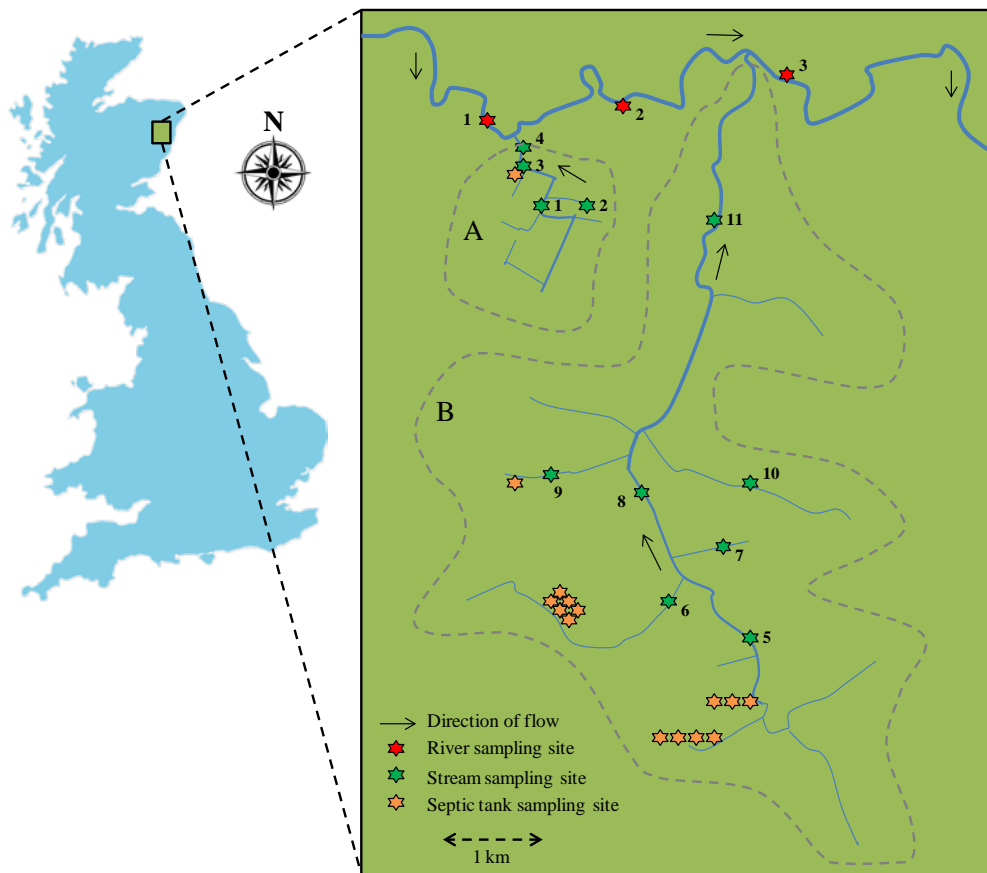 N
3
1
2
4
3
1
2
11
A
B
10
9
8
7
6
5
Direction of flow
River sampling site
Stream sampling site
Septic tank sampling site
1 km